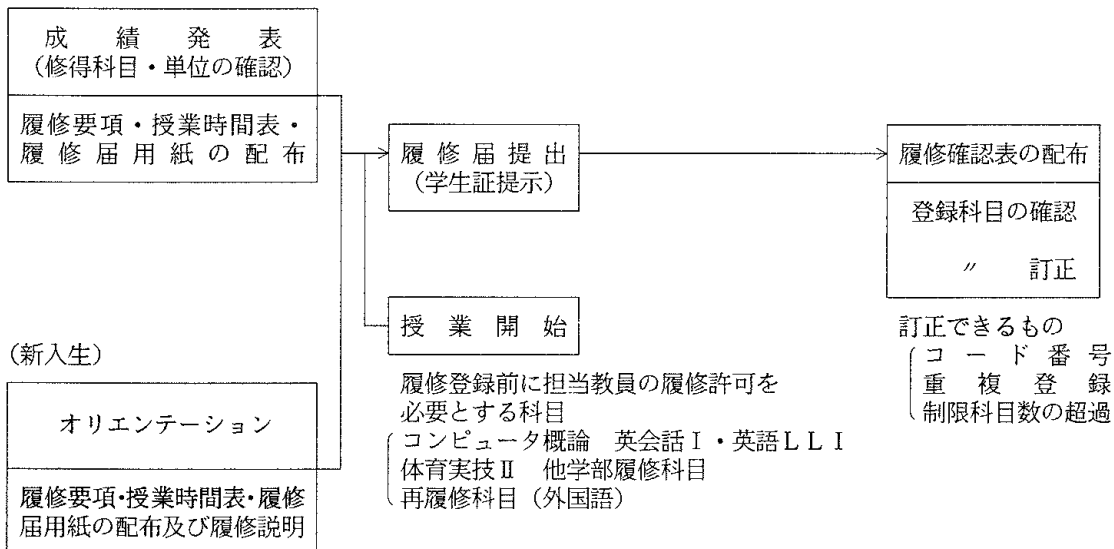 成績発表
(修得科目・単位の確認)
履修要項・授業時間表・
履修届用紙の配布
履修届提出
(学生証提示)
履修確認表の配布
登録科目の確認
〃 訂正
授業開始
訂正できるもの
コード番号
重複登録
制限科目数の超過
履修登録前に担当教員の履修許可を
必要とする科目
コンピュータ概論 英会話Ⅰ・英語ＬＬⅠ
体育実技Ⅱ 他学部履修科目
再履修科目(外国語)
(新入生)
オリエンテーション
履修要項・授業時間表・履修
届用紙の配布及び履修説明